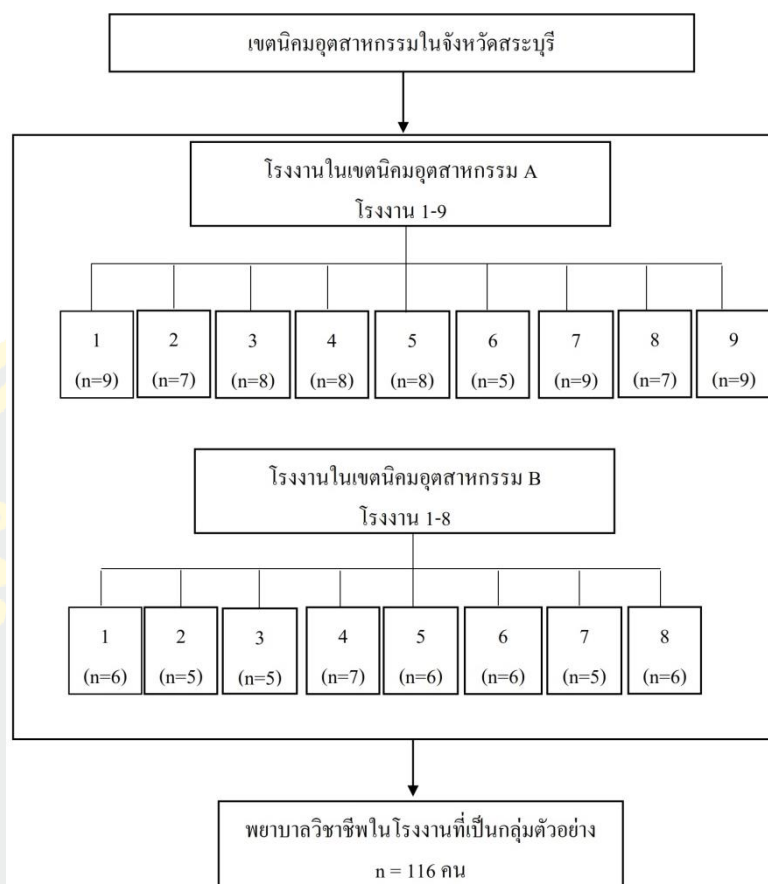 เขตนิคมอุตสาหกรรมในจังหวัดสระบุรี
โรงงานในเขตนิคมอุตสาหกรรม A
โรงงาน 1-9
1 2 3 4 5 6 7 8 9
(n=9) (n=7) (n=8) (n=8) (n=8) (n=5) (n=9) (n=7) (n=9)
โรงงานในเขตนิคมอุตสาหกรรม B
โรงงาน 1-8
1 2 3 4 5 6 7 8
(n=6) (n=5) (n=5) (n=7) (n=6) (n=6) (n=5) (n=6)
พยาบาลวิชาชีพในโรงงานที่เป็นกลุ่มตัวอย่าง
n = 116 คน